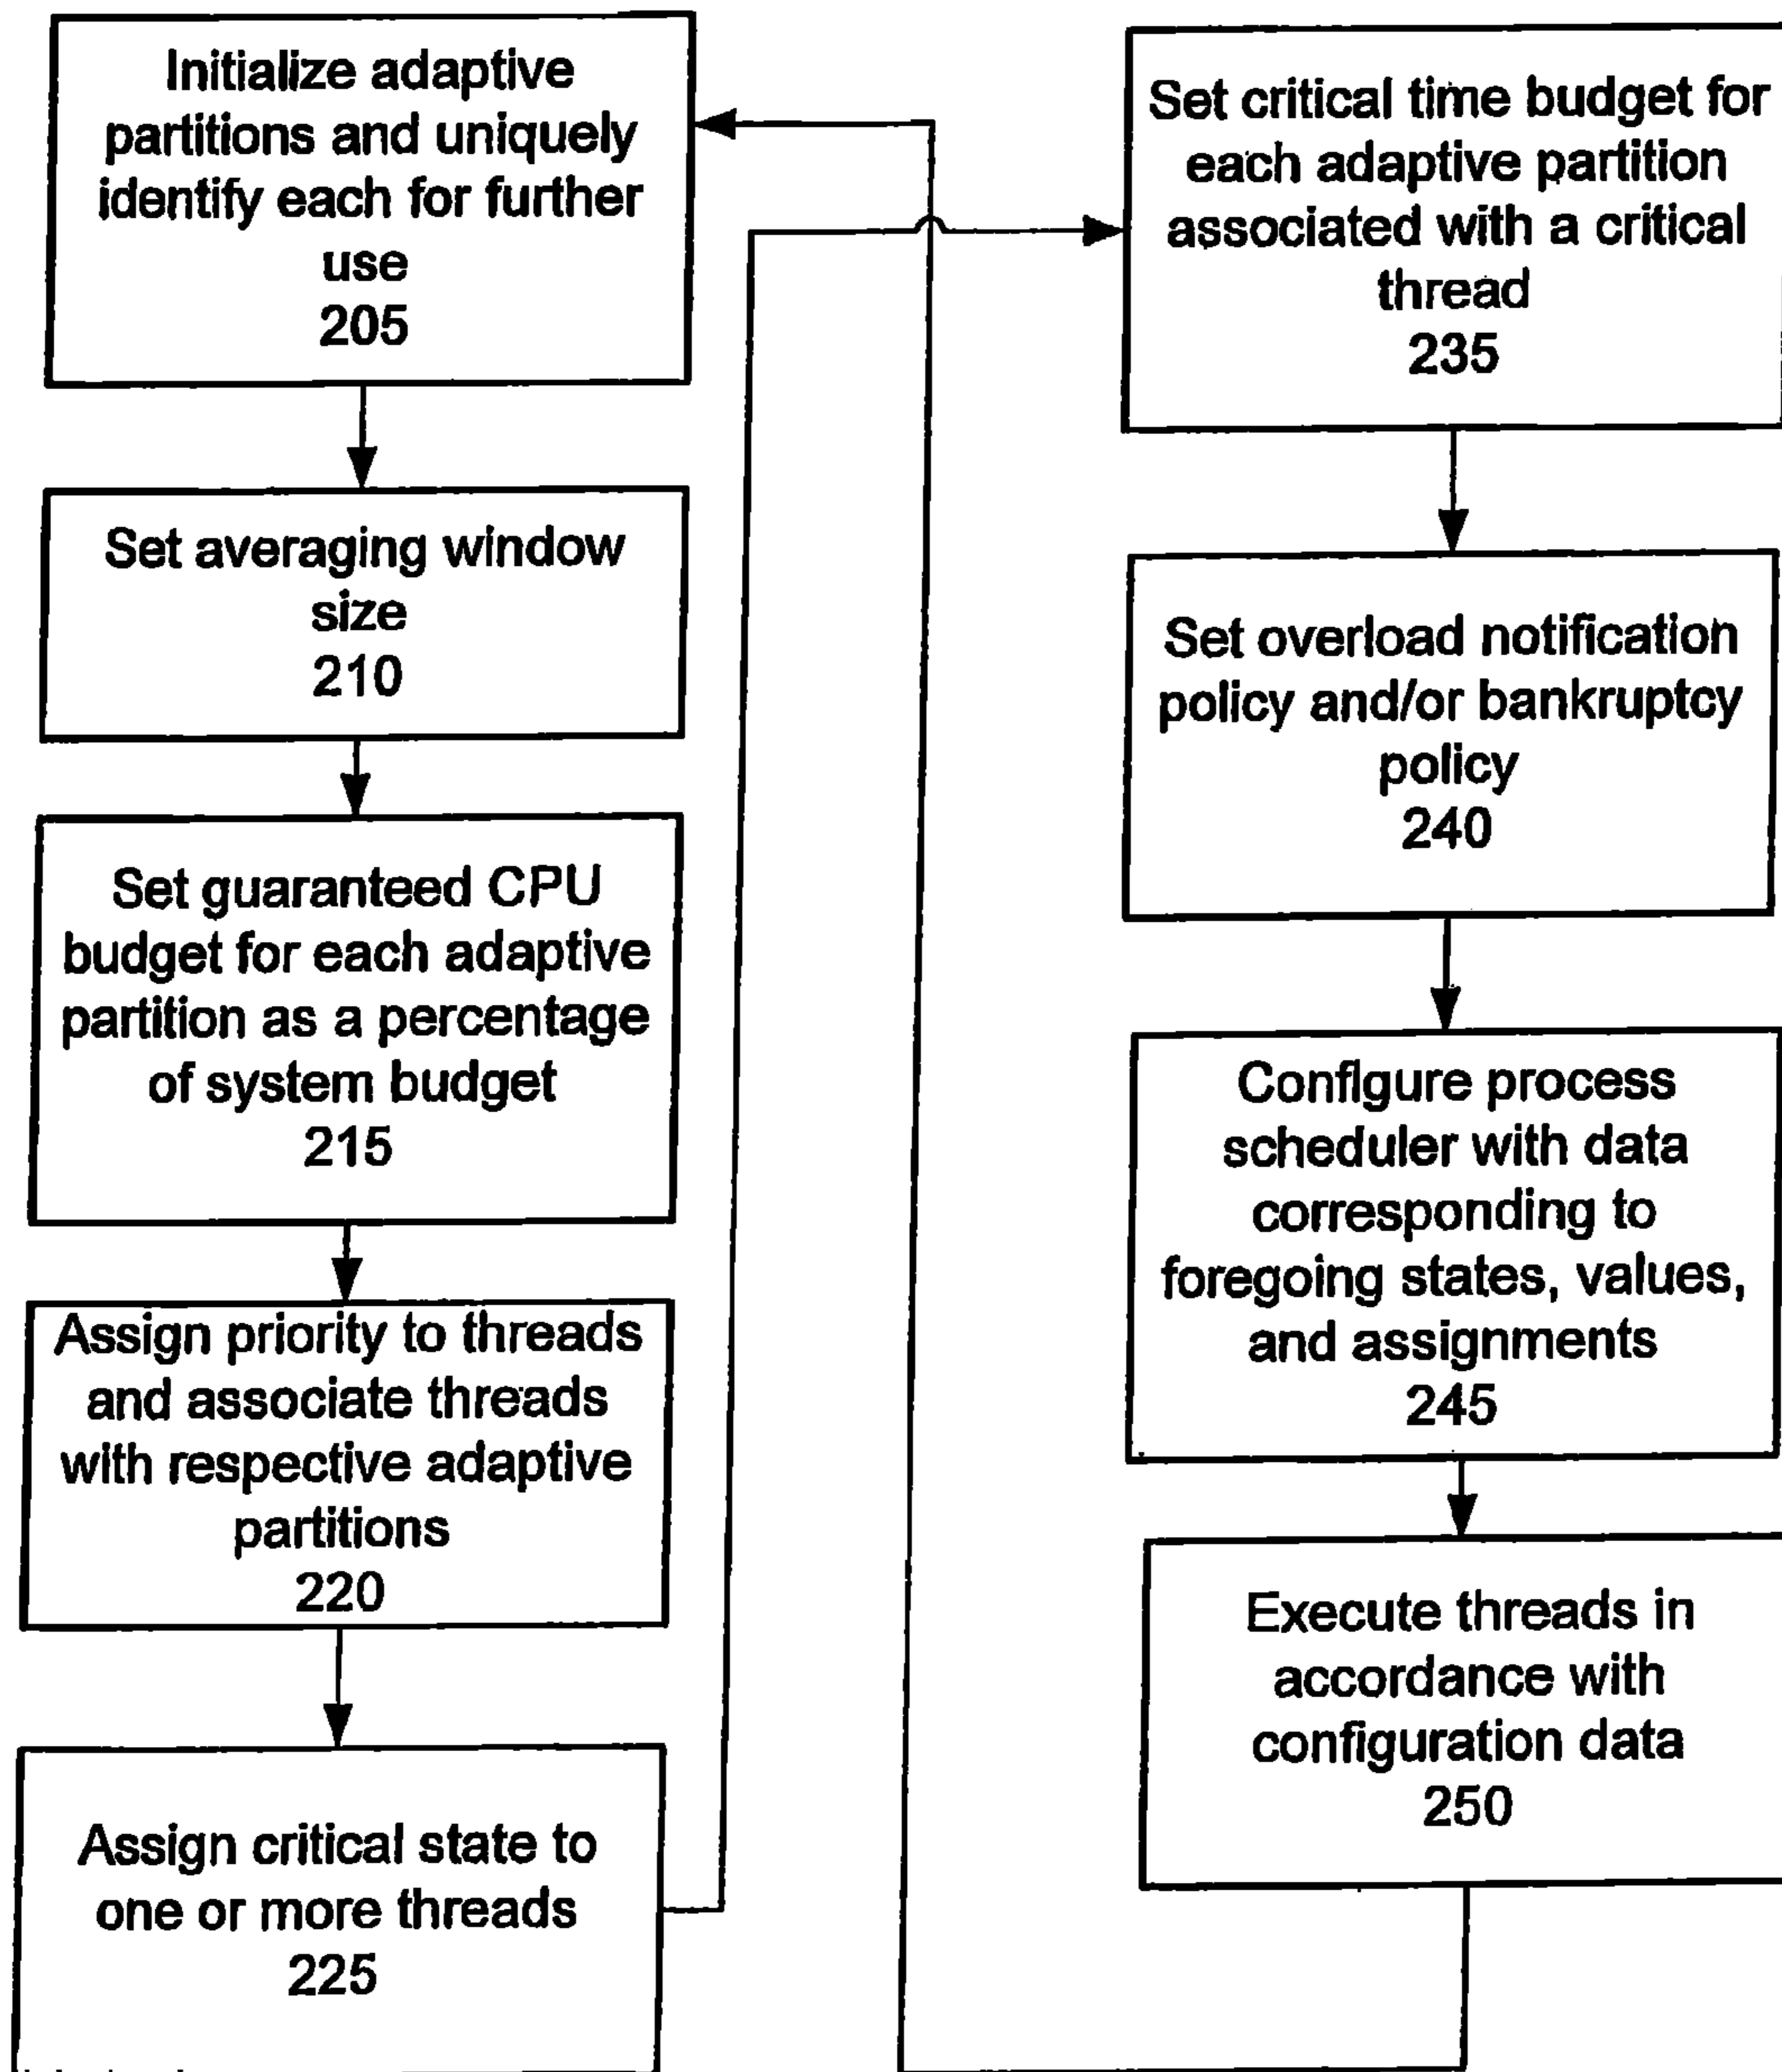 Initialize adaptive
partitions and uniquely
identify each for further
use
205
Set averaging window
size
210
Set guaranteed CPU
budget for each adaptive
partition as a percentage
of system budget
215
Assign priority to threads
and associate threads
with respective adaptive
partitions
220
Assign critical state to
one or more threads
225
Set critical time budget for
each adaptive partition
associated with a critical
thread
235
Set overload notification
policy and/or bankruptcy
policy
240
Configure process
scheduler with data
corresponding to
foregoing states, values,
and assignments
245
Execute threads in
accordance with
configuration data
250